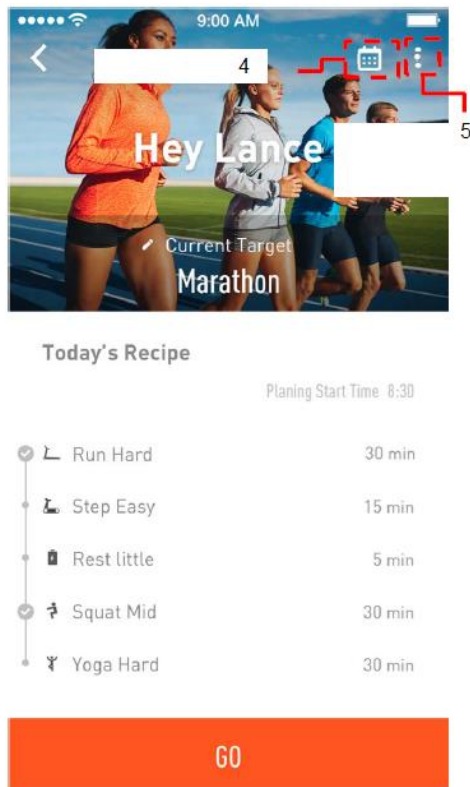 9:00 AM
4
5
Hey Lance
Current Target
Marathon
Today's Recipe
Planing Start Time 8:30
Run Hard 30 min
Step Easy 15 min
Rest little 5 min
Squat Mid 30 min
Yoga Hard 30 min
GO